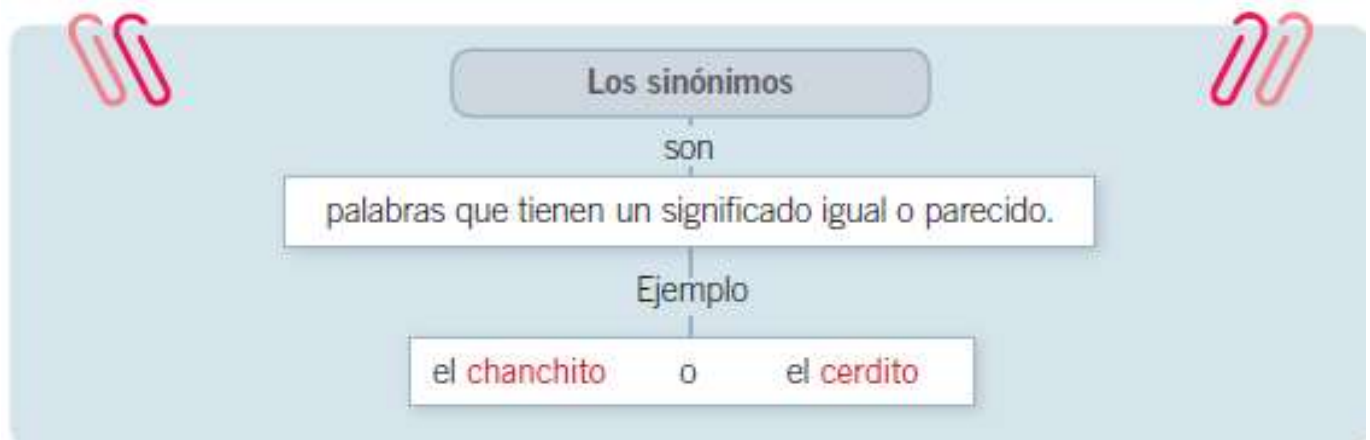 Los sinónimos
son
palabras que tienen un significado igual o parecido.
Ejemplo
el chanchito o el cerdito